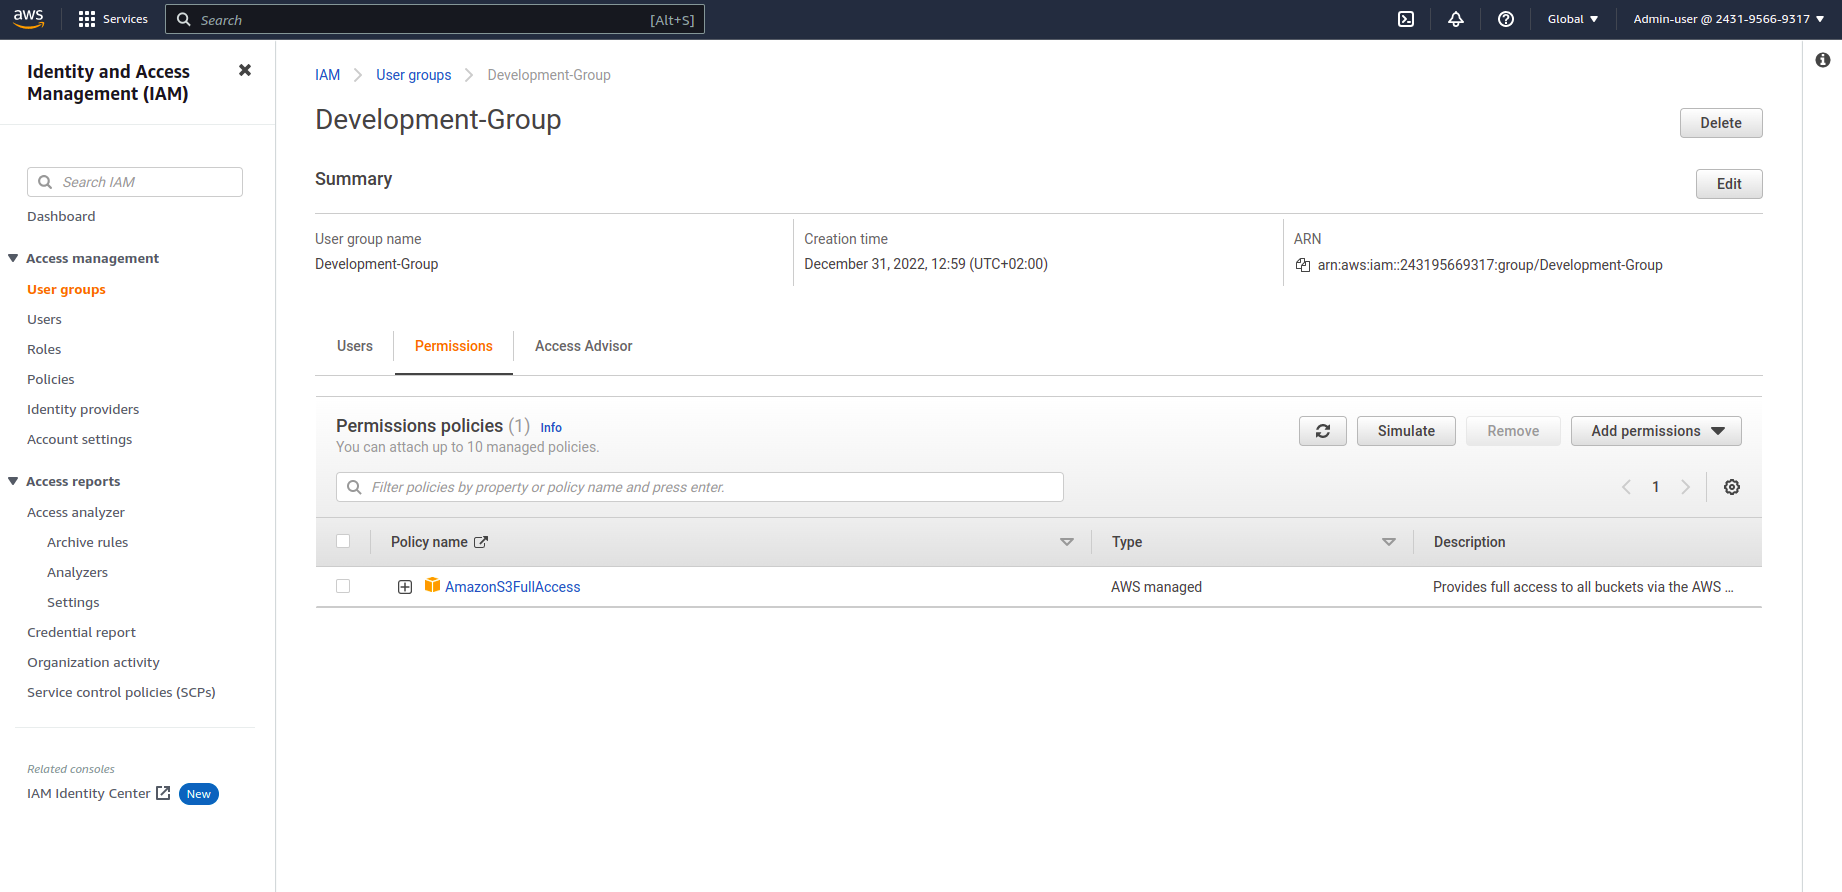 aws
Services
Search
[Alt+S]
Global
Admin-user @ 2431-9566-9317
Identity and Access
Management (IAM)
Search IAM
Dashboard
Access management
User groups
Users
Roles
Policies
Identity providers
Account settings
Access reports
Access analyzer
Archive rules
Analyzers
Settings
Credential report
Organization activity
Service control policies (SCPs)
Related consoles
IAM Identity Center
New
IAM
User groups
Development-Group
Development-Group
Delete
Summary
Edit
User group name
Development-Group
Creation time
December 31, 2022, 12:59 (UTC+02:00)
ARN
arn:aws:iam::243195669317:group/Development-Group
Users
Permissions
Access Advisor
Permissions policies (1) Info
You can attach up to 10 managed policies.
Simulate
Remove
Add permissions
Filter policies by property or policy name and press enter.
1
Policy name
Type
Description
AmazonS3FullAccess
AWS managed
Provides full access to all buckets via the AWS ...